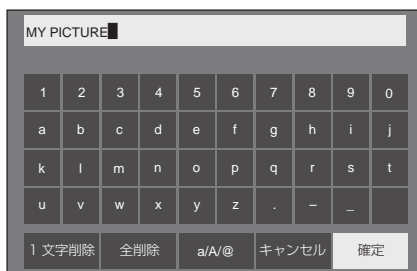 MY PICTURE
1 2 3 4 5 6 7 8 9 0
a b c d e f g h i j
k l m n o p q r s t
u v w x y z . – _
1文字削除 全削除 a/A/@ キャンセル 確定